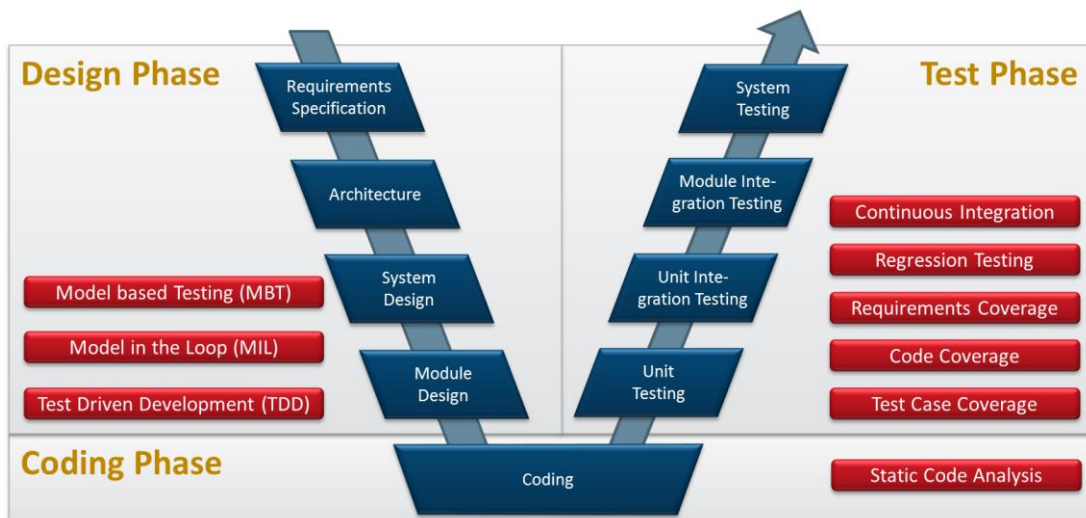 Design Phase
Requirements
Specification
Architecture
System
Design
Module
Design
Model based Testing (MBT)
Model in the Loop (MIL)
Test Driven Development (TDD)
Test Phase
System
Testing
Module Inte-
gration Testing
Unit Inte-
gration Testing
Unit
Testing
Continuous Integration
Regression Testing
Requirements Coverage
Code Coverage
Test Case Coverage
Coding Phase
Coding
Static Code Analysis